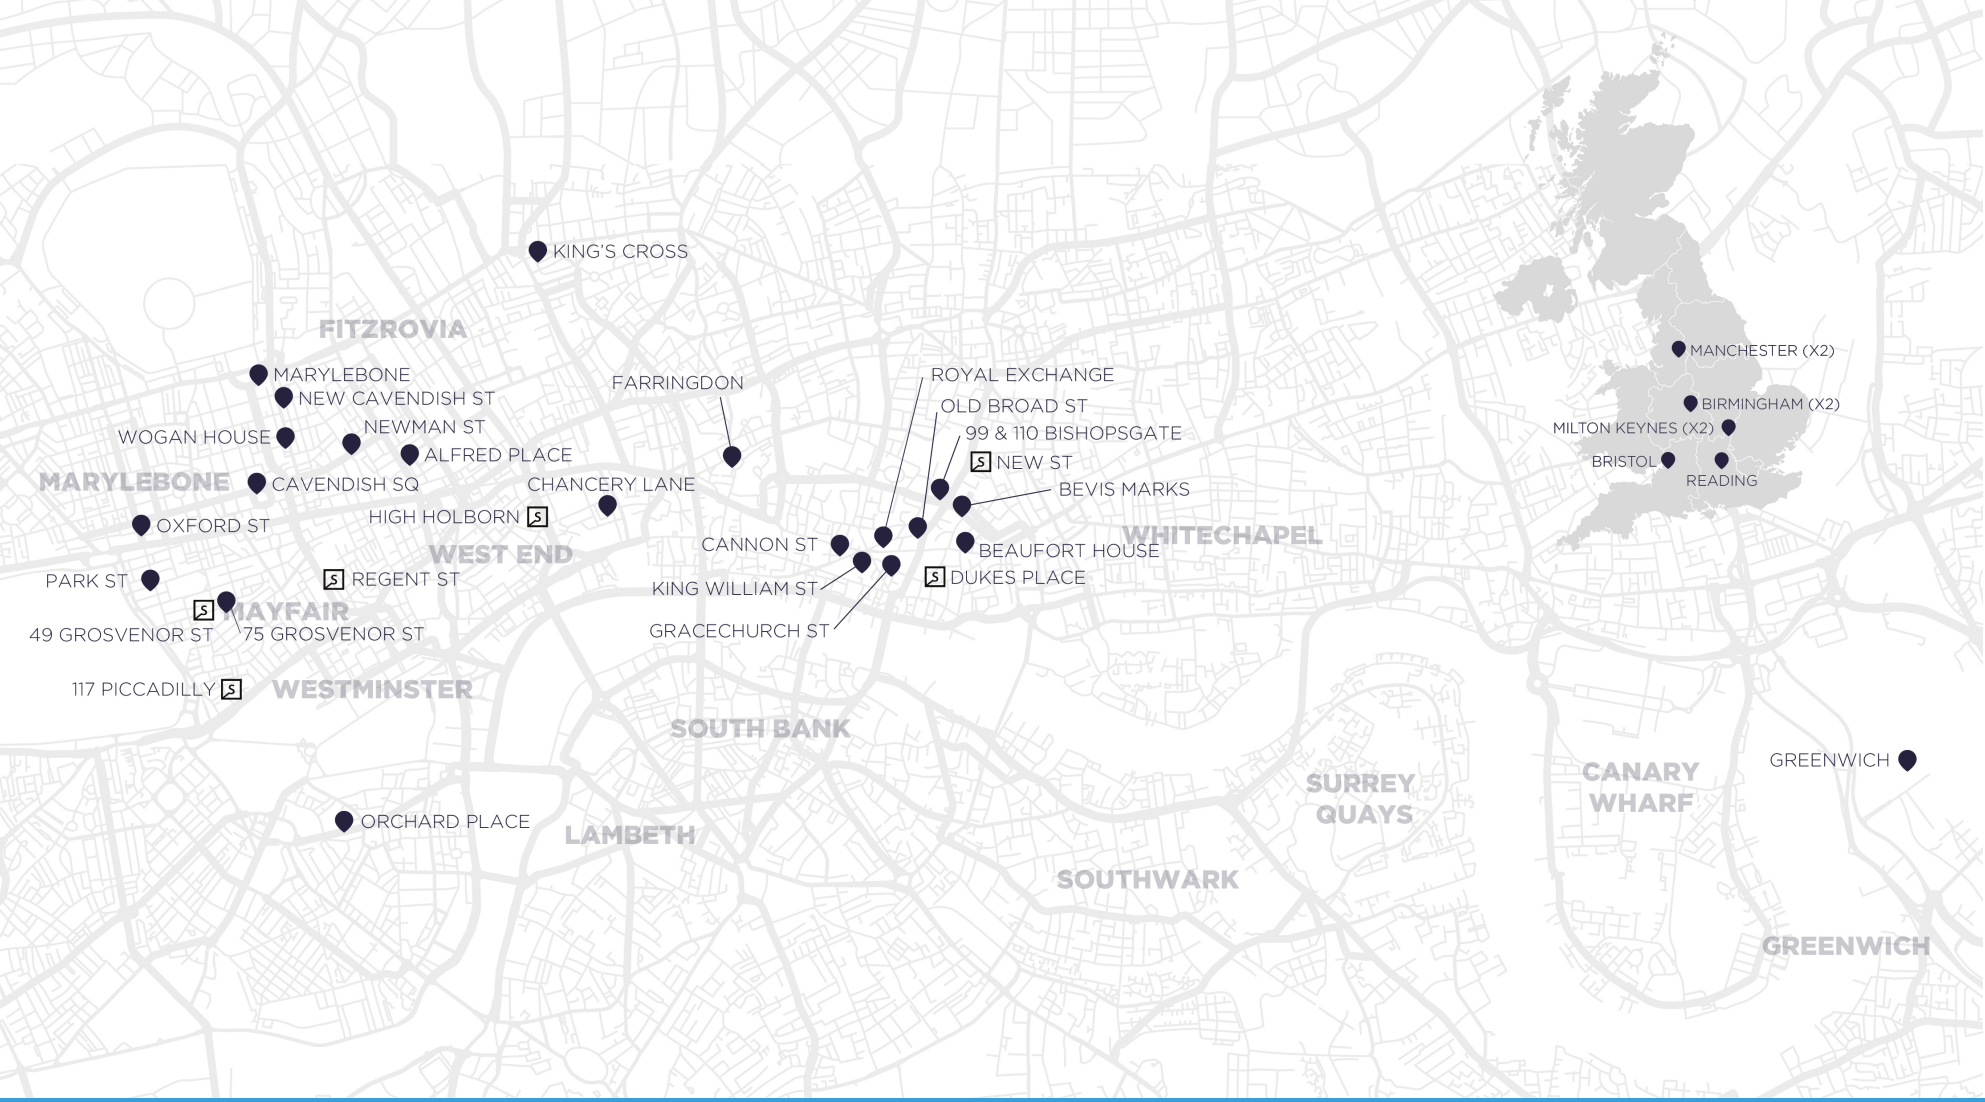 KING'S CROSS
FITZROVIA
MARYLEBONE
NEW CAVENDISH ST
NEWMAN ST
WOGAN HOUSE
ALFRED PLACE
MARYLEBONE
CAVENDISH SQ
CHANCERY LANE
HIGH HOLBORN
OXFORD ST
WEST END
PARK ST
REGENT ST
MAYFAIR
49 GROSVENOR ST
75 GROSVENOR ST
117 PICCADILLY
WESTMINSTER
ORCHARD PLACE
FARRINGDON
ROYAL EXCHANGE
OLD BROAD ST
99 & 110 BISHOPSGATE
NEW ST
BEVIS MARKS
WHITECHAPEL
CANNON ST
BEAUFORT HOUSE
DUKES PLACE
KING WILLIAM ST
GRACECHURCH ST
SOUTH BANK
LAMBETH
SOUTHWARK
SURREY
QUAYS
CANARY
WHARF
GREENWICH
GREENWICH
MANCHESTER (X2)
BIRMINGHAM (X2)
MILTON KEYNES (X2)
BRISTOL
READING
S
S
S
S
S
S